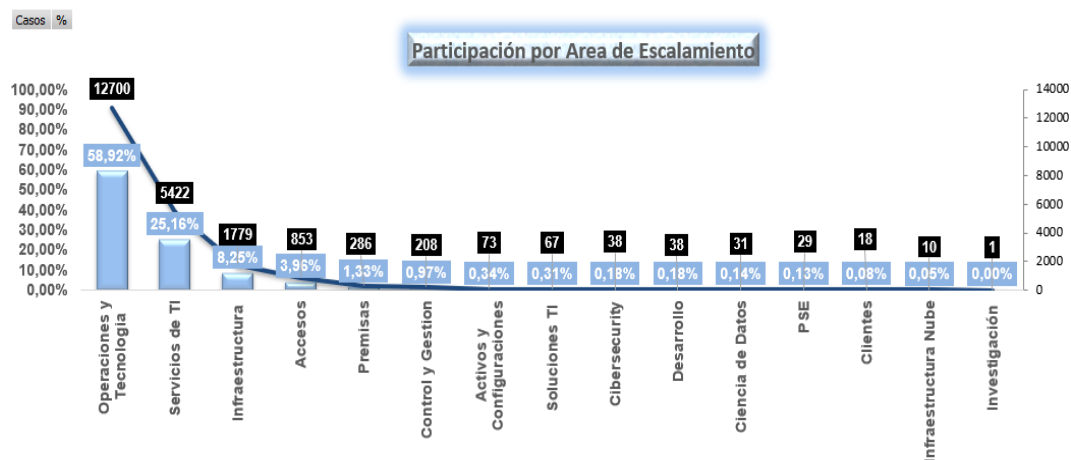 Casos %
Participación por Area de Escalamiento
100,00%
90,00%
80,00%
70,00%
60,00%
50,00%
40,00%
30,00%
20,00%
10,00%
0,00%
14000
12000
10000
8000
6000
4000
2000
0
12700
5422
1779
853
286
208
73
67
38
38
31
29
18
10
1
58,92%
25,16%
8,25%
3,96%
1,33%
0,97%
0,34%
0,31%
0,18%
0,18%
0,14%
0,13%
0,08%
0,05%
0,00%
Operaciones y
Tecnología
Servicios de TI
Infraestructura
Accesos
Premisas
Control y Gestion
Activos y
Configuraciones
Soluciones TI
Cibersecurity
Desarrollo
Ciencia de Datos
PSE
Clientes
Infraestructura Nube
Investigación